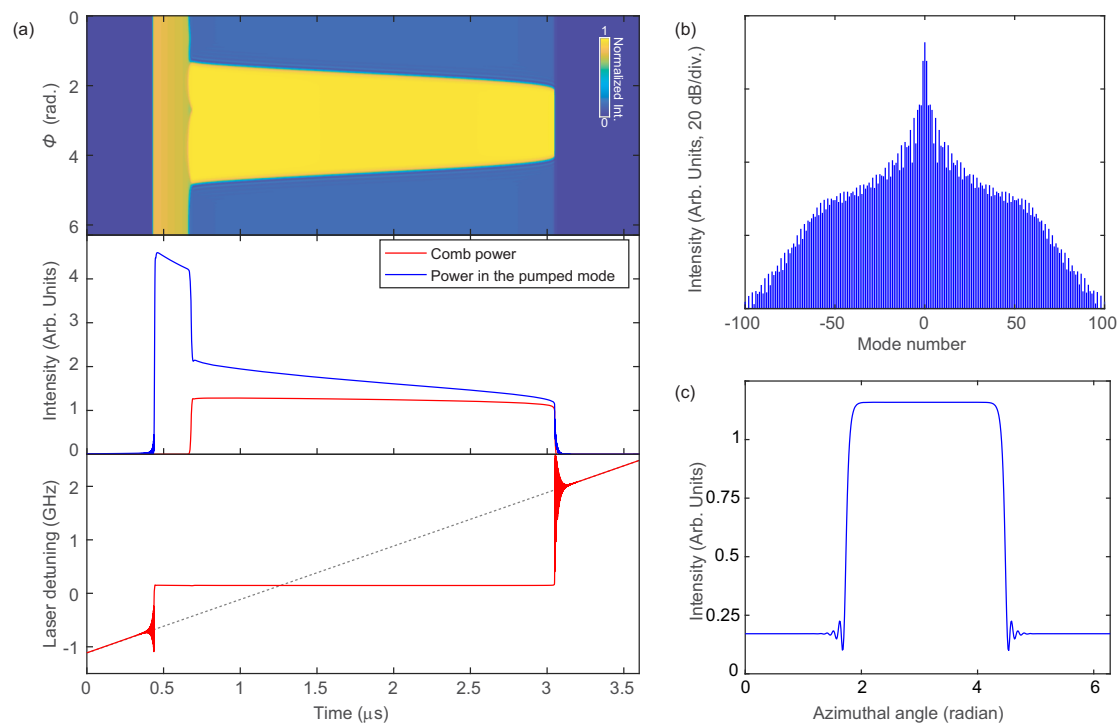 (a)
0
2
4
6
Φ (rad.)
1
Normalized Int.
0
Comb power
Power in the pumped mode
4
3
2
1
0
Intensity (Arb. Units)
2
1
0
-1
Laser detuning (GHz)
0
0.5
1
1.5
2
2.5
3
3.5
Time (μs)
(b)
Intensity (Arb. Units, 20 dB/div.)
-100
-50
0
50
100
Mode number
(c)
1
0.75
0.25
0
Intensity (Arb. Units)
0
2
4
6
Azimuthal angle (radian)